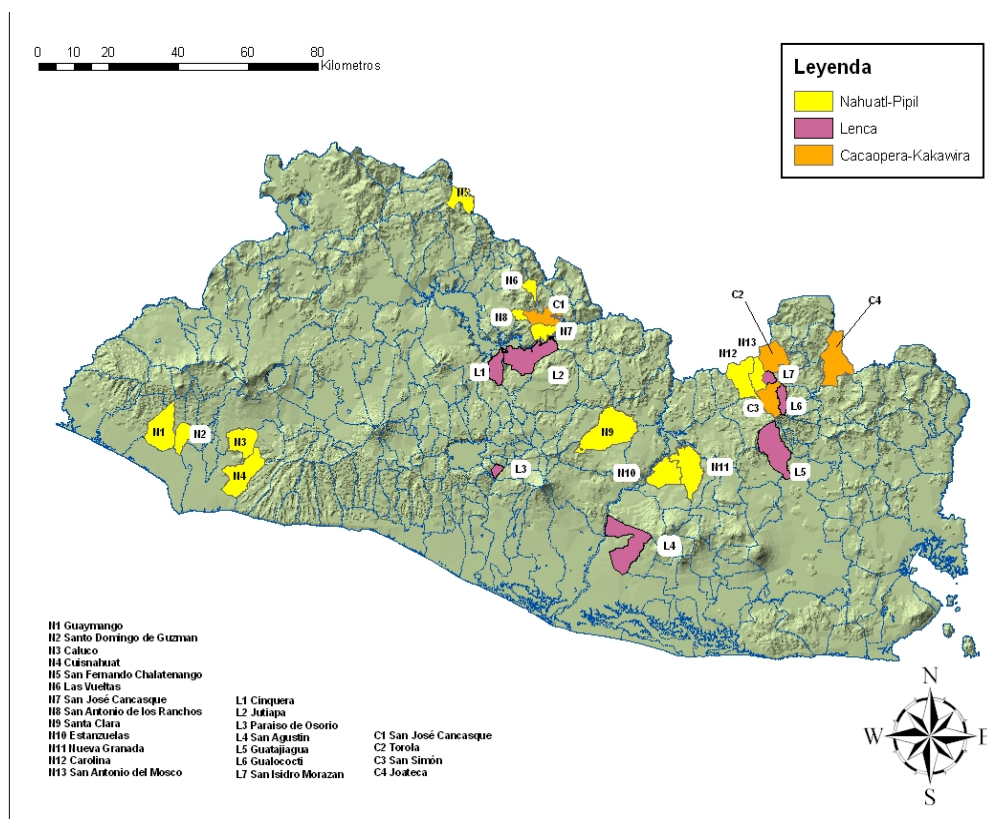 0 10 20 40 60 80
Kilometros
Leyenda
Nahuatl-Pipil
Lenca
Cacaopera-Kakawira
N5
N6
C1
N8
N7
L1
L2
C2
C4
N13
N12
L7
C3
L6
N1
N2
N3
N4
N9
L3
N10
N11
L5
L4
N1 Guaymango
N2 Santo Domingo de Guzman
N3 Caluco
N4 Cuisnahuat
N5 San Fernando Chalatenango
N6 Las Vueltas
N7 San José Cancasque
N8 San Antonio de los Ranchos
N9 Santa Clara
N10 Estanzuelas
N11 Nueva Granada
N12 Carolina
N13 San Antonio del Mosco
L1 Cinquera
L2 Jutiapa
L3 Paraiso de Osorio
L4 San Agustin
L5 Guatajiagua
L6 Gualococti
L7 San Isidro Morazan
C1 San José Cancasque
C2 Torola
C3 San Simón
C4 Joateca
N
W E
S